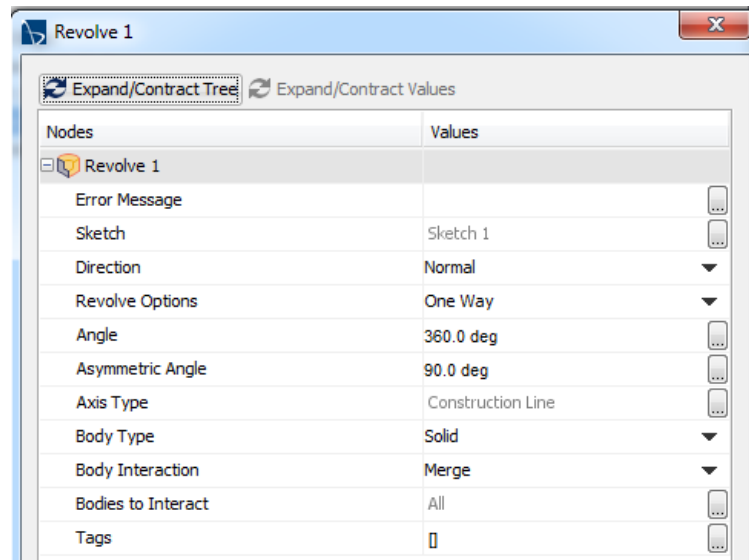 Revolve 1
Expand/Contract Tree Expand/Contract Values
Nodes Values
Revolve 1
Error Message ...
Sketch Sketch 1 ...
Direction Normal
Revolve Options One Way
Angle 360.0 deg ...
Asymmetric Angle 90.0 deg ...
Axis Type Construction Line ...
Body Type Solid
Body Interaction Merge
Bodies to Interact All ...
Tags [] ...